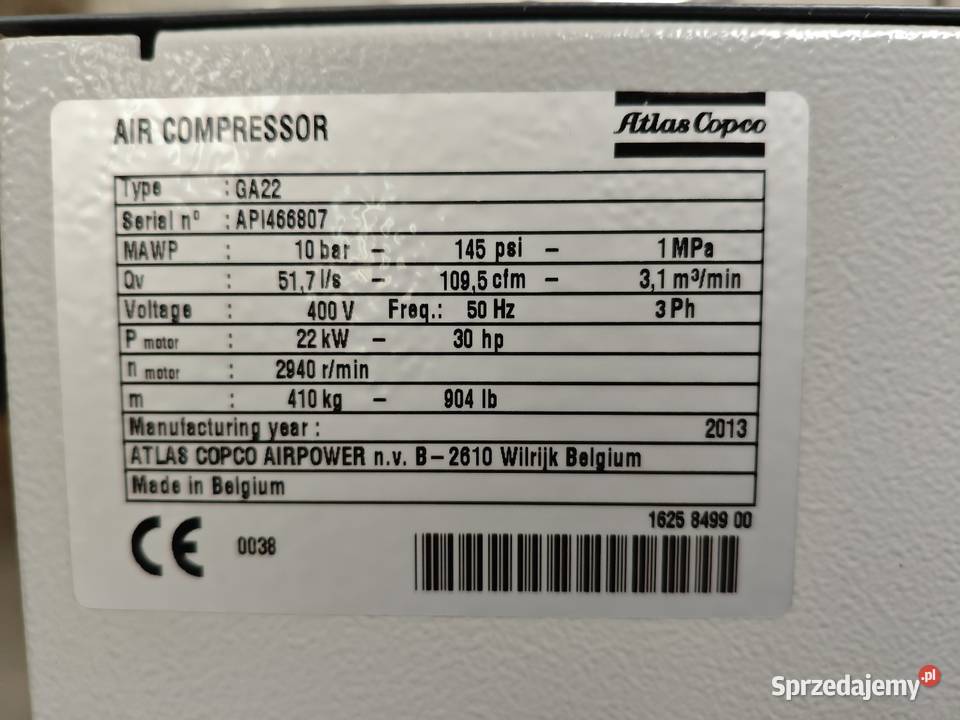 AIR COMPRESSOR
Atlas Copco
Type : GA22
Serial nº : API466807
MAWP : 10 bar – 145 psi – 1 MPa
Qv : 51,7 l/s – 109,5 cfm – 3,1 m³/min
Voltage : 400 V Freq.: 50 Hz 3 Ph
P motor : 22 kW – 30 hp
n motor : 2940 r/min
m : 410 kg – 904 lb
Manufacturing year : 2013
ATLAS COPCO AIRPOWER n.v. B–2610 Wilrijk Belgium
Made in Belgium
1625 8499 00
CE 0038
Sprzedajemy.pl